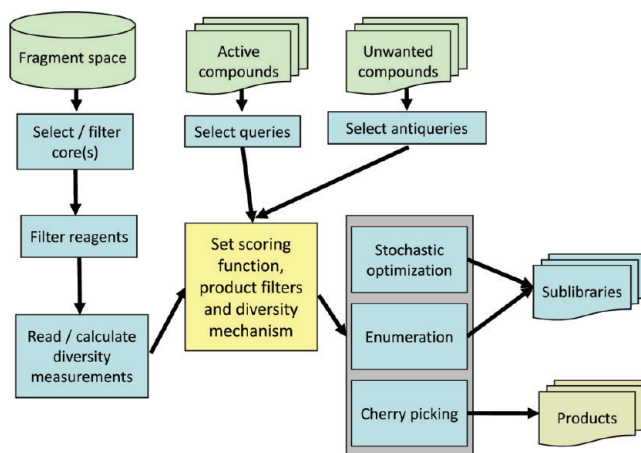 Fragment space
Active
compounds
Unwanted
compounds
Select / filter
core(s)
Select queries
Select antiqueries
Filter reagents
Set scoring
function,
product filters
and diversity
mechanism
Stochastic
optimization
Sublibraries
Read / calculate
diversity
measurements
Enumeration
Cherry picking
Products